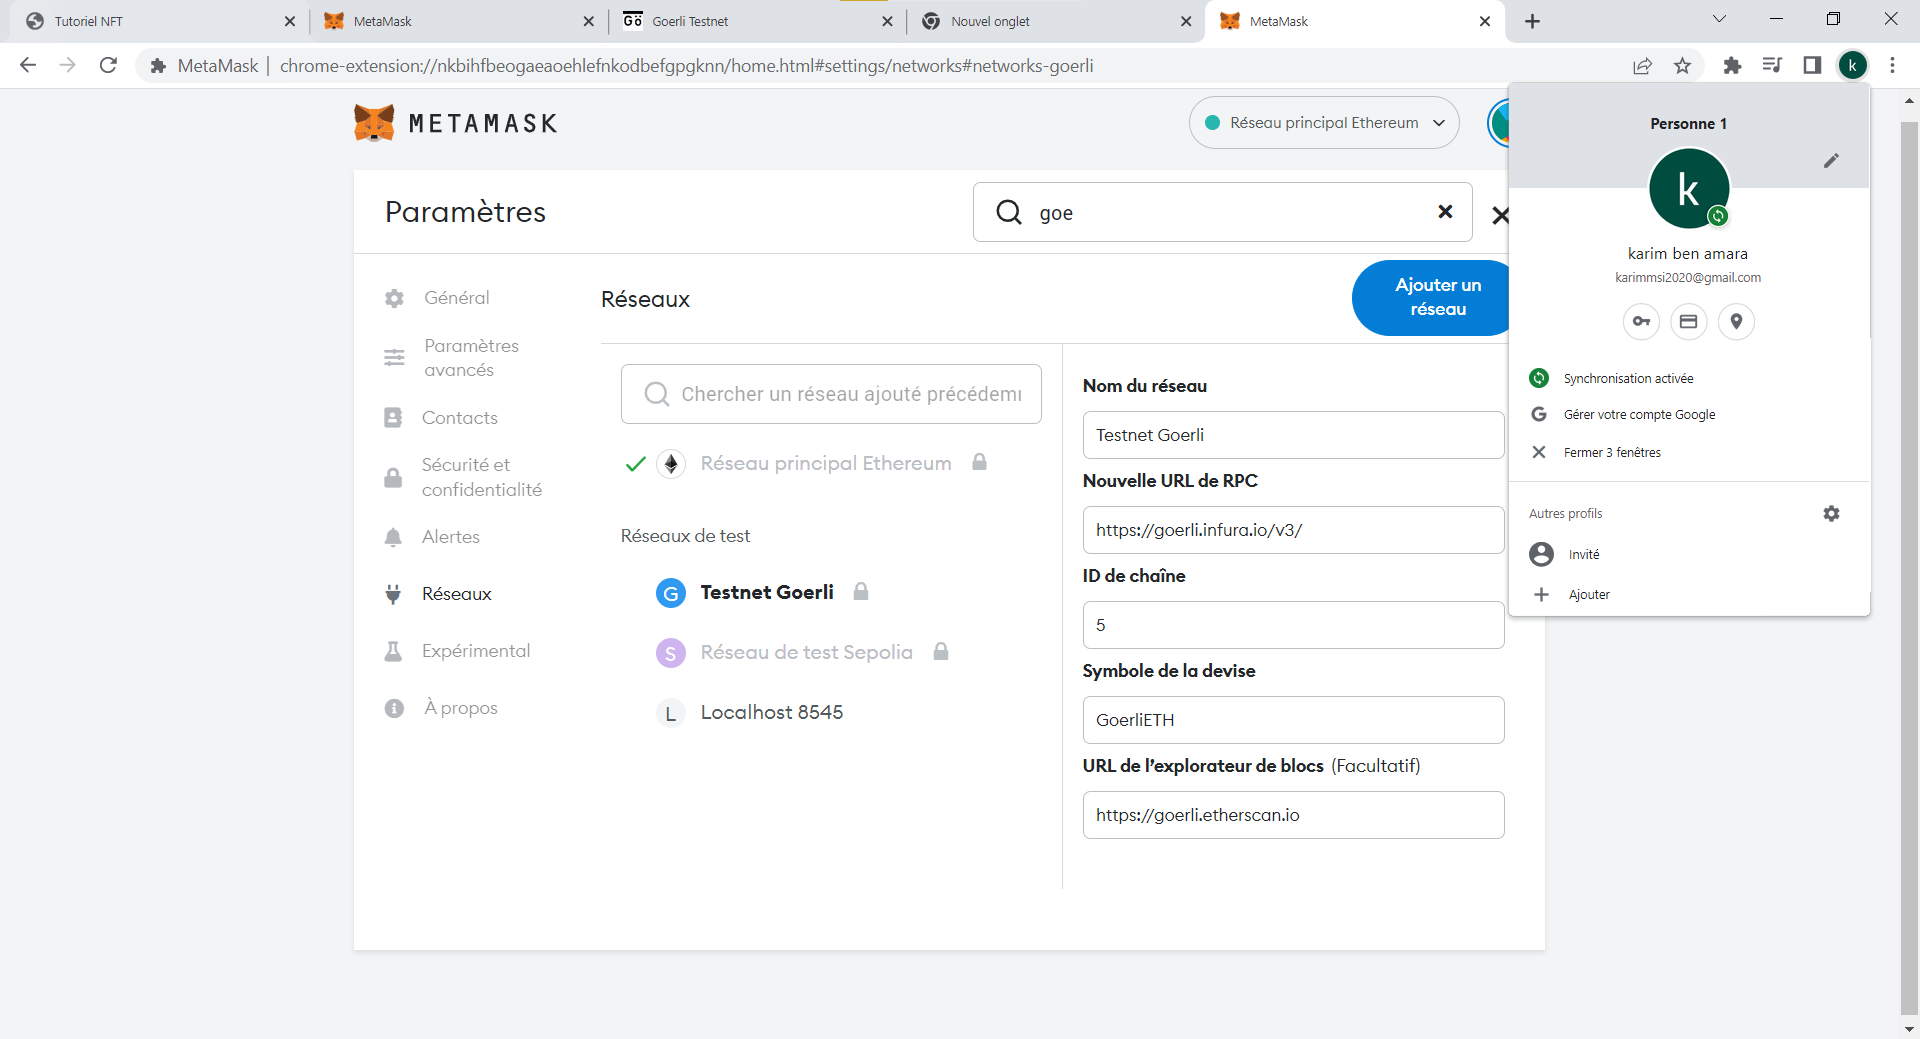 Tutoriel NFT
MetaMask
Gö
Goerli Testnet
Nouvel onglet
MetaMask
MetaMask | chrome-extension://nkbihfbeogaeaoehlefnkodbefgpgknn/home.html#settings/networks#networks-goerli
k
METAMASK
Réseau principal Ethereum
Paramètres
goe
Général
Paramètres
avancés
Contacts
Sécurité et
confidentialité
Alertes
Réseaux
Expérimental
À propos
Réseaux
Ajouter un
réseau
Chercher un réseau ajouté précédemr
Réseau principal Ethereum
Réseaux de test
G Testnet Goerli
S Réseau de test Sepolia
L Localhost 8545
Nom du réseau
Testnet Goerli
Nouvelle URL de RPC
https://goerli.infura.io/v3/
ID de chaîne
5
Symbole de la devise
GoerliETH
URL de l’explorateur de blocs (Facultatif)
https://goerli.etherscan.io
Personne 1
k
karim ben amara
karimmsi2020@gmail.com
Synchronisation activée
G Gérer votre compte Google
Fermer 3 fenêtres
Autres profils
Invité
Ajouter